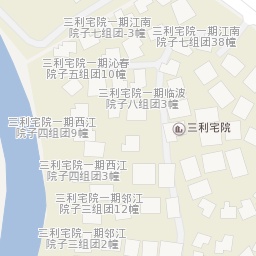 三利宅院一期江南
院子七组团-3幢
三利宅院一期江南
院子七组团38幢
三利宅院一期沁春
院子五组团10幢
三利宅院一期临波
院子八组团3幢
三利宅院一期西江
院子四组团9幢
三利宅院
三利宅院一期西江
院子四组团3幢
三利宅院一期邻江
院子三组团12幢
三利宅院一期邻江
院子三组团2幢